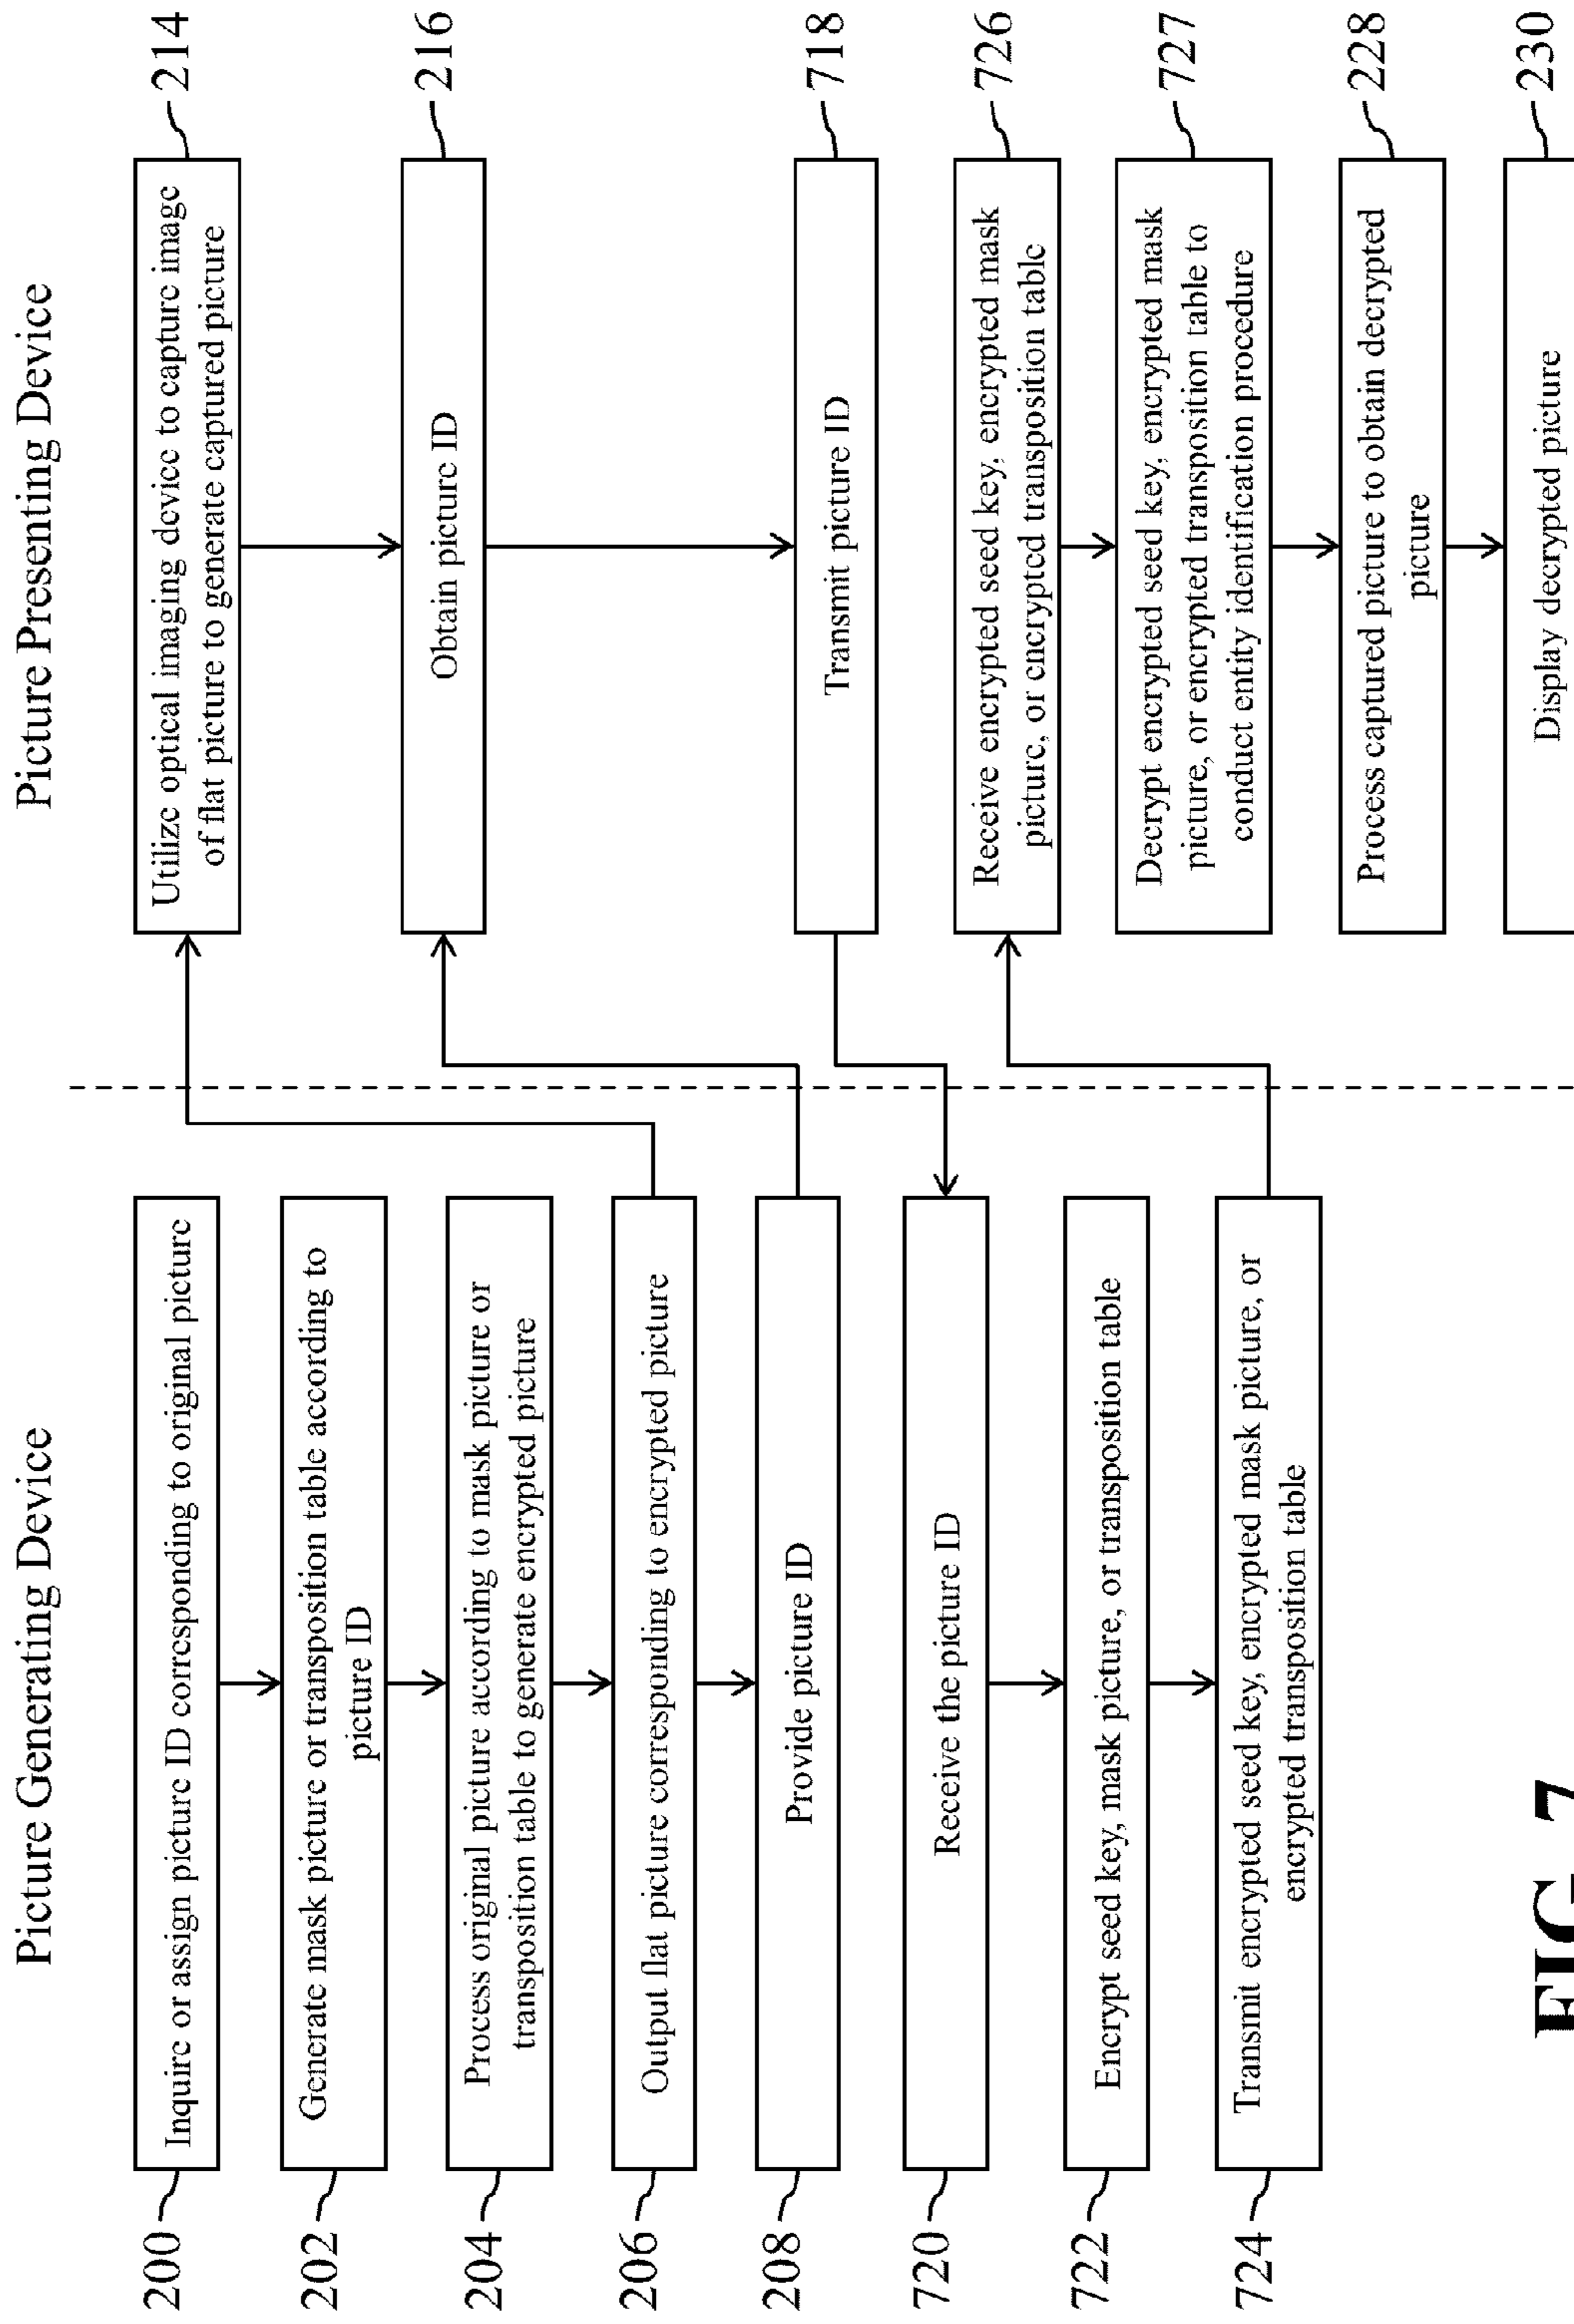 Picture Generating Device
Picture Presenting Device
200
Inquire or assign picture ID corresponding to original picture
202
Generate mask picture or transposition table according to
picture ID
204
Process original picture according to mask picture or
transposition table to generate encrypted picture
206
Output flat picture corresponding to encrypted picture
208
Provide picture ID
720
Receive the picture ID
722
Encrypt seed key, mask picture, or transposition table
724
Transmit encrypted seed key, encrypted mask picture, or
encrypted transposition table
Utilize optical imaging device to capture image
of flat picture to generate captured picture
214
Obtain picture ID
216
Transmit picture ID
718
Receive encrypted seed key, encrypted mask
picture, or encrypted transposition table
726
Decrypt encrypted seed key, encrypted mask
picture, or encrypted transposition table to
conduct entity identification procedure
727
Process captured picture to obtain decrypted
picture
228
Display decrypted picture
230
FIG. 7